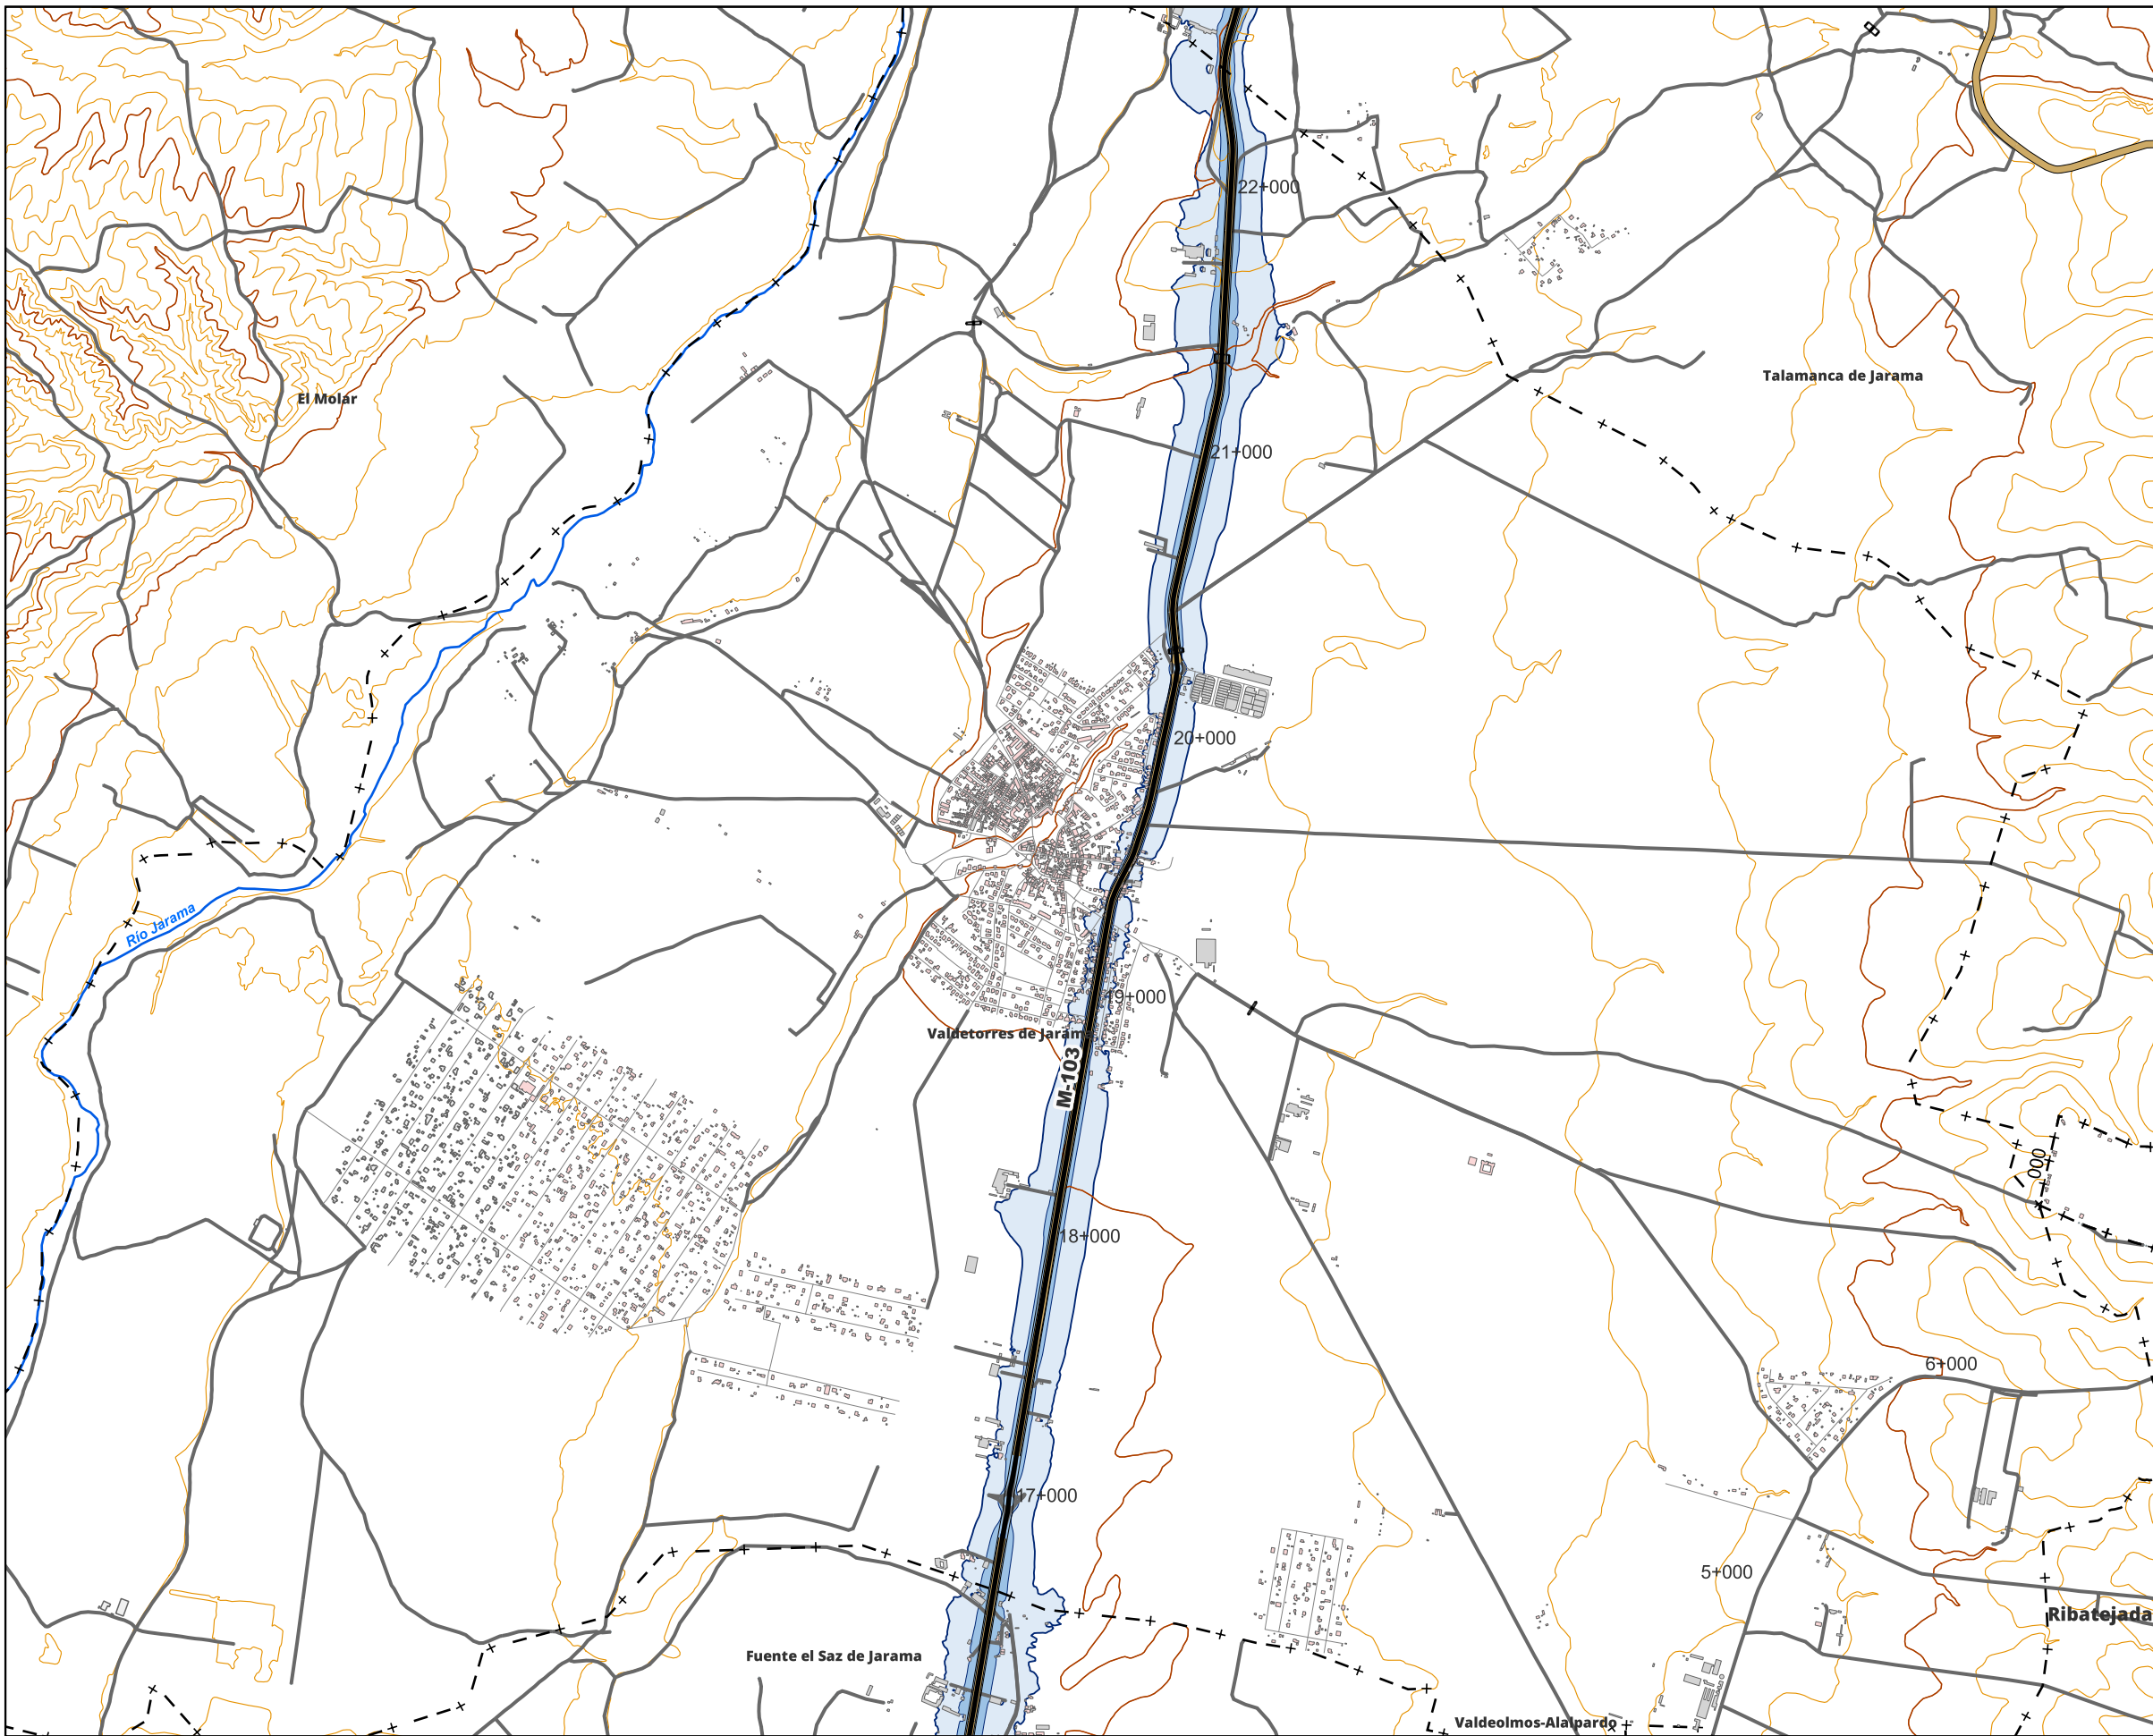 22+000
Talamanca de Jarama
El Molar
21+000
20+000
Río Jarama
19+000
Valdetorres de Jarama
M-103
000
18+000
6+000
17+000
5+000
Ribatejada
Fuente el Saz de Jarama
Valdeolmos-Alalpardo